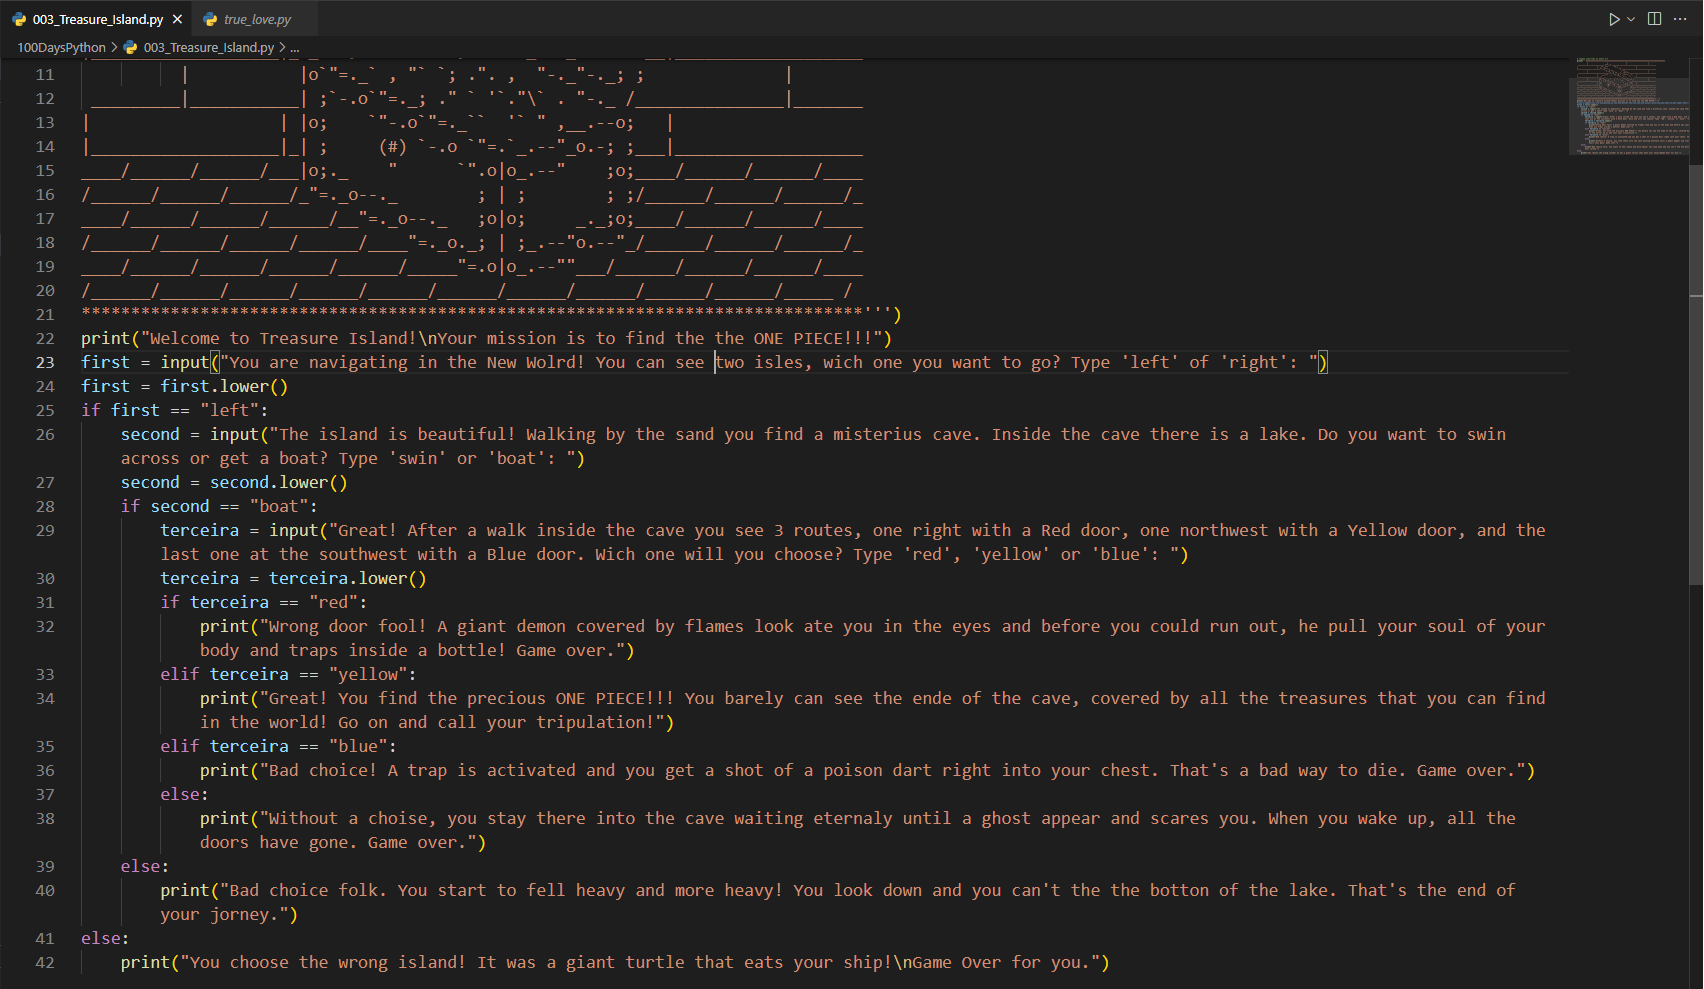 003_Treasure_Island.py
true_love.py
100DaysPython > 003_Treasure_Island.py > ...
11 | |o`"=._` , "` `; .". , "-._"-._; ; |
12 _________|___________| ;`-.o`"=._; ." ` '`."\` . "-._ /_______________|_______
13 | | |o; `"-.o`"=._`` '` " ,__.--o; |
14 |___________________|_| ; (#) `-.o `"=.`_.--"_o.-; ;___|___________________
15 ____/______/______/___|o;._ " `".o|o_.--" ;o;____/______/______/____
16 /______/______/______/_"=._o--._ ; | ; ; ;/______/______/______/_
17 ____/______/______/______/__"=._o--._ ;o|o; _._;o;____/______/______/____
18 /______/______/______/______/____"=._o._; | ;_.--"o.--"_/______/______/______/_
19 ____/______/______/______/______/_____"=.o|o_.--""___/______/______/______/____
20 /______/______/______/______/______/______/______/______/______/______/_____ /
21 *******************************************************************************''')
22 print("Welcome to Treasure Island!\nYour mission is to find the the ONE PIECE!!!")
23 first = input("You are navigating in the New Wolrd! You can see two isles, wich one you want to go? Type 'left' of 'right': ")
24 first = first.lower()
25 if first == "left":
26 second = input("The island is beautiful! Walking by the sand you find a misterius cave. Inside the cave there is a lake. Do you want to swin
across or get a boat? Type 'swin' or 'boat': ")
27 second = second.lower()
28 if second == "boat":
29 terceira = input("Great! After a walk inside the cave you see 3 routes, one right with a Red door, one northwest with a Yellow door, and the
last one at the southwest with a Blue door. Wich one will you choose? Type 'red', 'yellow' or 'blue': ")
30 terceira = terceira.lower()
31 if terceira == "red":
32 print("Wrong door fool! A giant demon covered by flames look ate you in the eyes and before you could run out, he pull your soul of your
body and traps inside a bottle! Game over.")
33 elif terceira == "yellow":
34 print("Great! You find the precious ONE PIECE!!! You barely can see the ende of the cave, covered by all the treasures that you can find
in the world! Go on and call your tripulation!")
35 elif terceira == "blue":
36 print("Bad choice! A trap is activated and you get a shot of a poison dart right into your chest. That's a bad way to die. Game over.")
37 else:
38 print("Without a choise, you stay there into the cave waiting eternaly until a ghost appear and scares you. When you wake up, all the
doors have gone. Game over.")
39 else:
40 print("Bad choice folk. You start to fell heavy and more heavy! You look down and you can't the the botton of the lake. That's the end of
your jorney.")
41 else:
42 print("You choose the wrong island! It was a giant turtle that eats your ship!\nGame Over for you.")